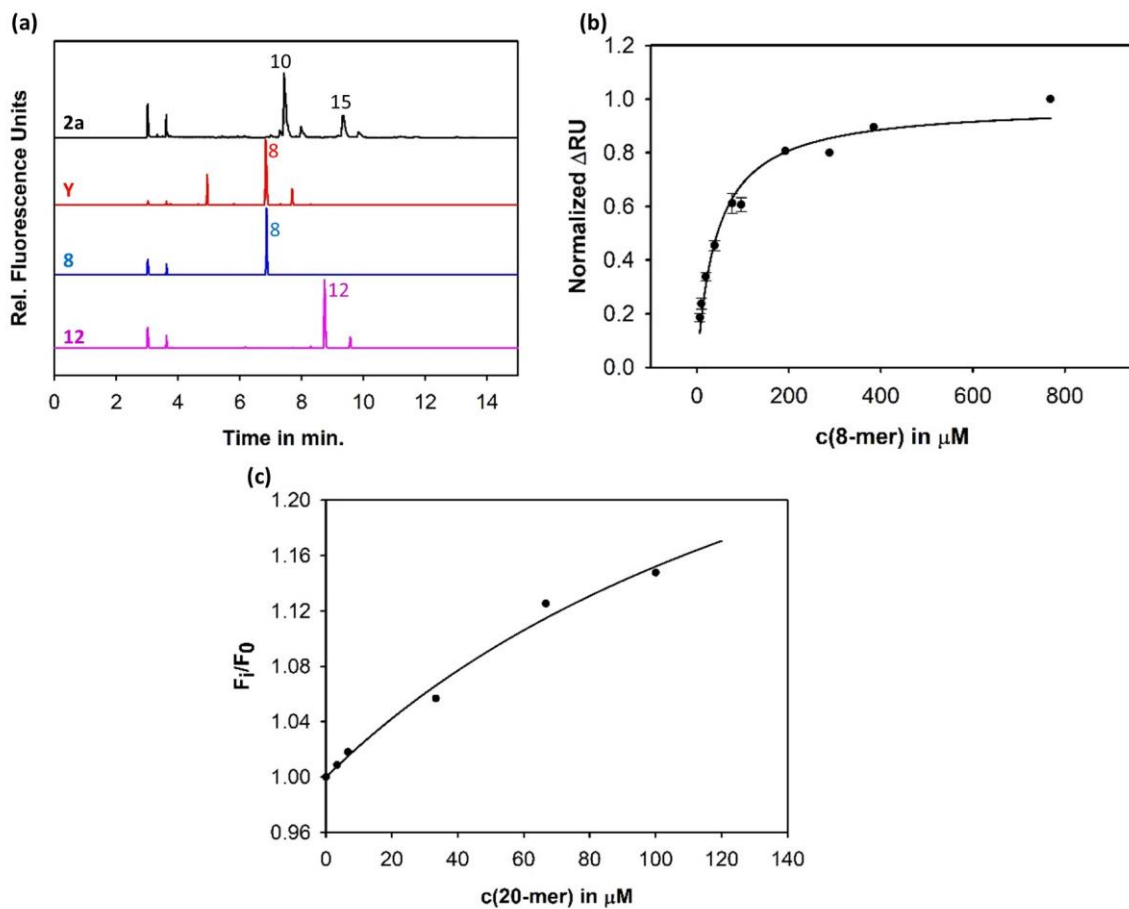 (a)
Rel. Fluorescence Units
2a
10
15
Y
8
8
8
12
12
0 2 4 6 8 10 12 14
Time in min.
(b)
Normalized ΔRU
1.2
1.0
0.8
0.6
0.4
0.2
0.0
0 200 400 600 800
c(8-mer) in μM
(c)
Fi/F0
1.20
1.16
1.12
1.08
1.04
1.00
0.96
0 20 40 60 80 100 120 140
c(20-mer) in μM